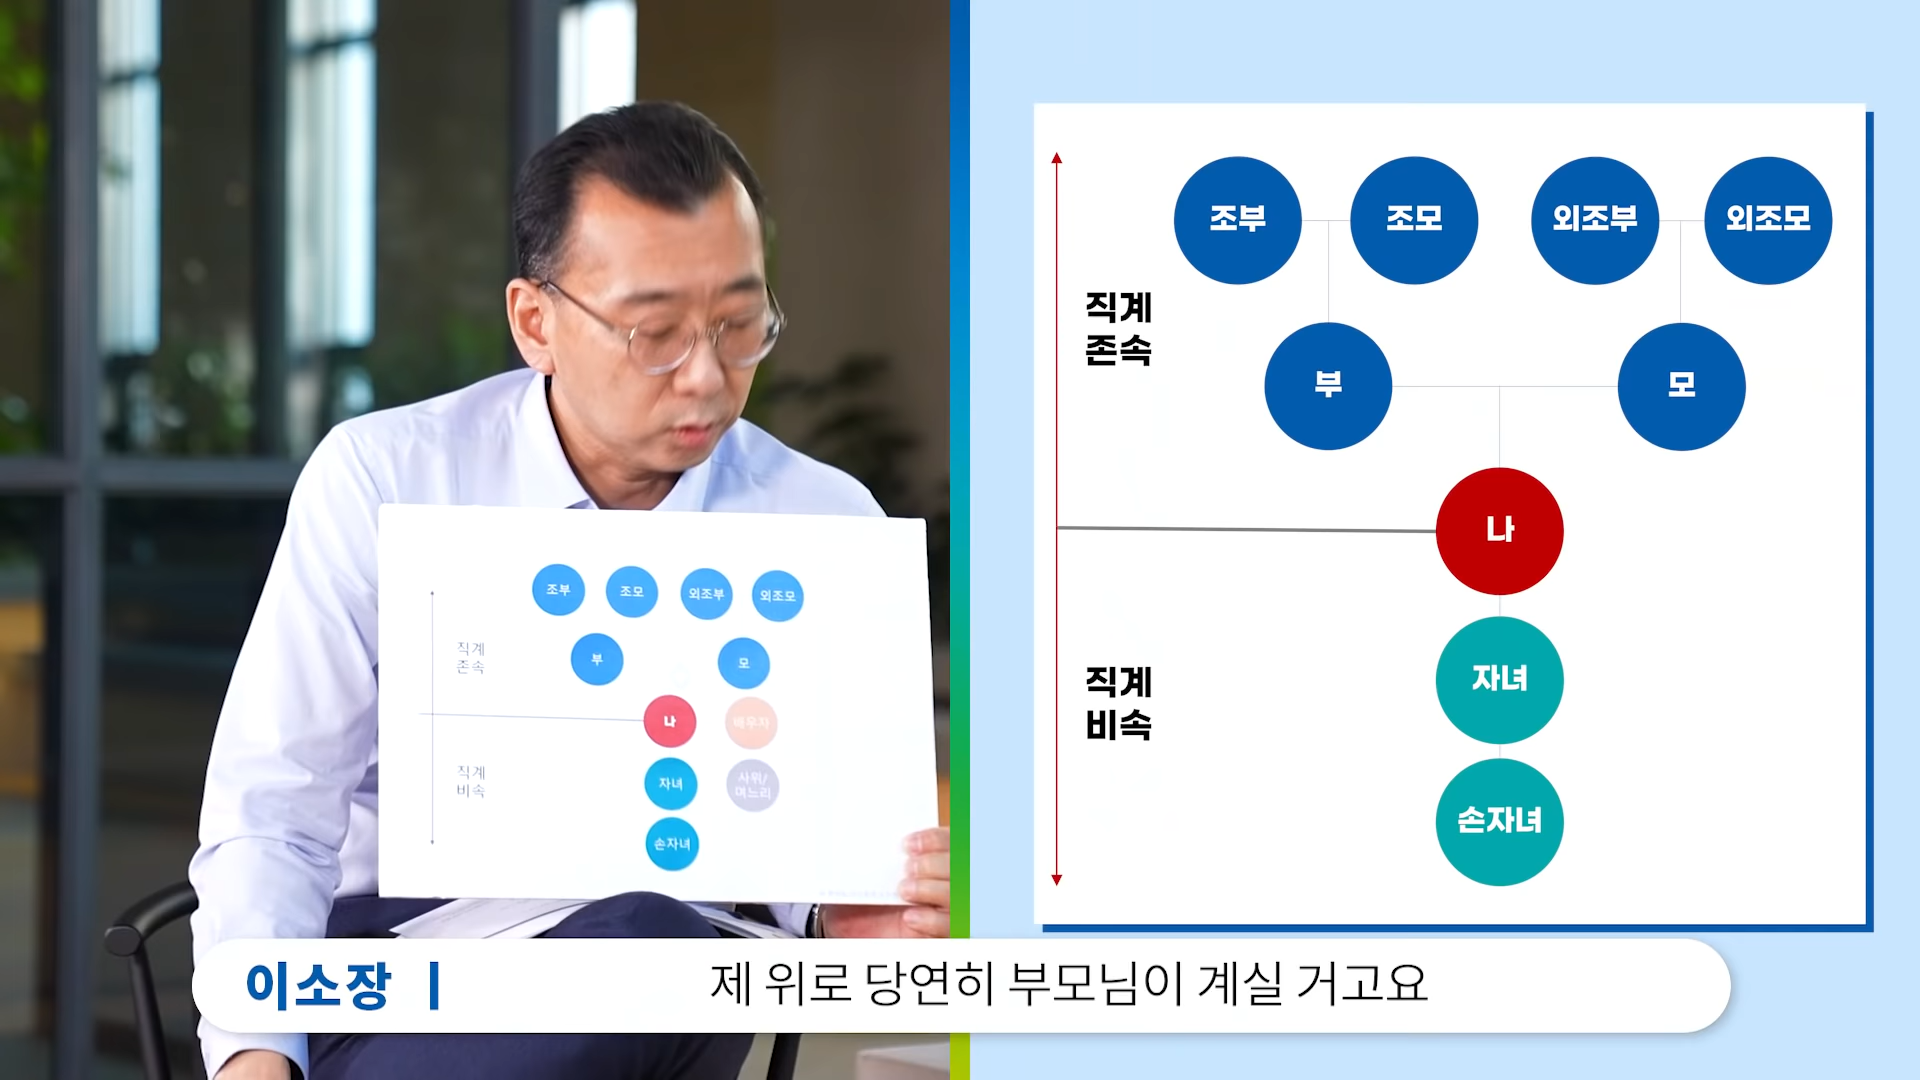 조부
조모
외조부
외조모
직계
존속
부
모
나
배우자
직계
비속
자녀
사위/
며느리
손자녀
조부
조모
외조부
외조모
직계
존속
부
모
나
직계
비속
자녀
손자녀
이소장
제 위로 당연히 부모님이 계실 거고요